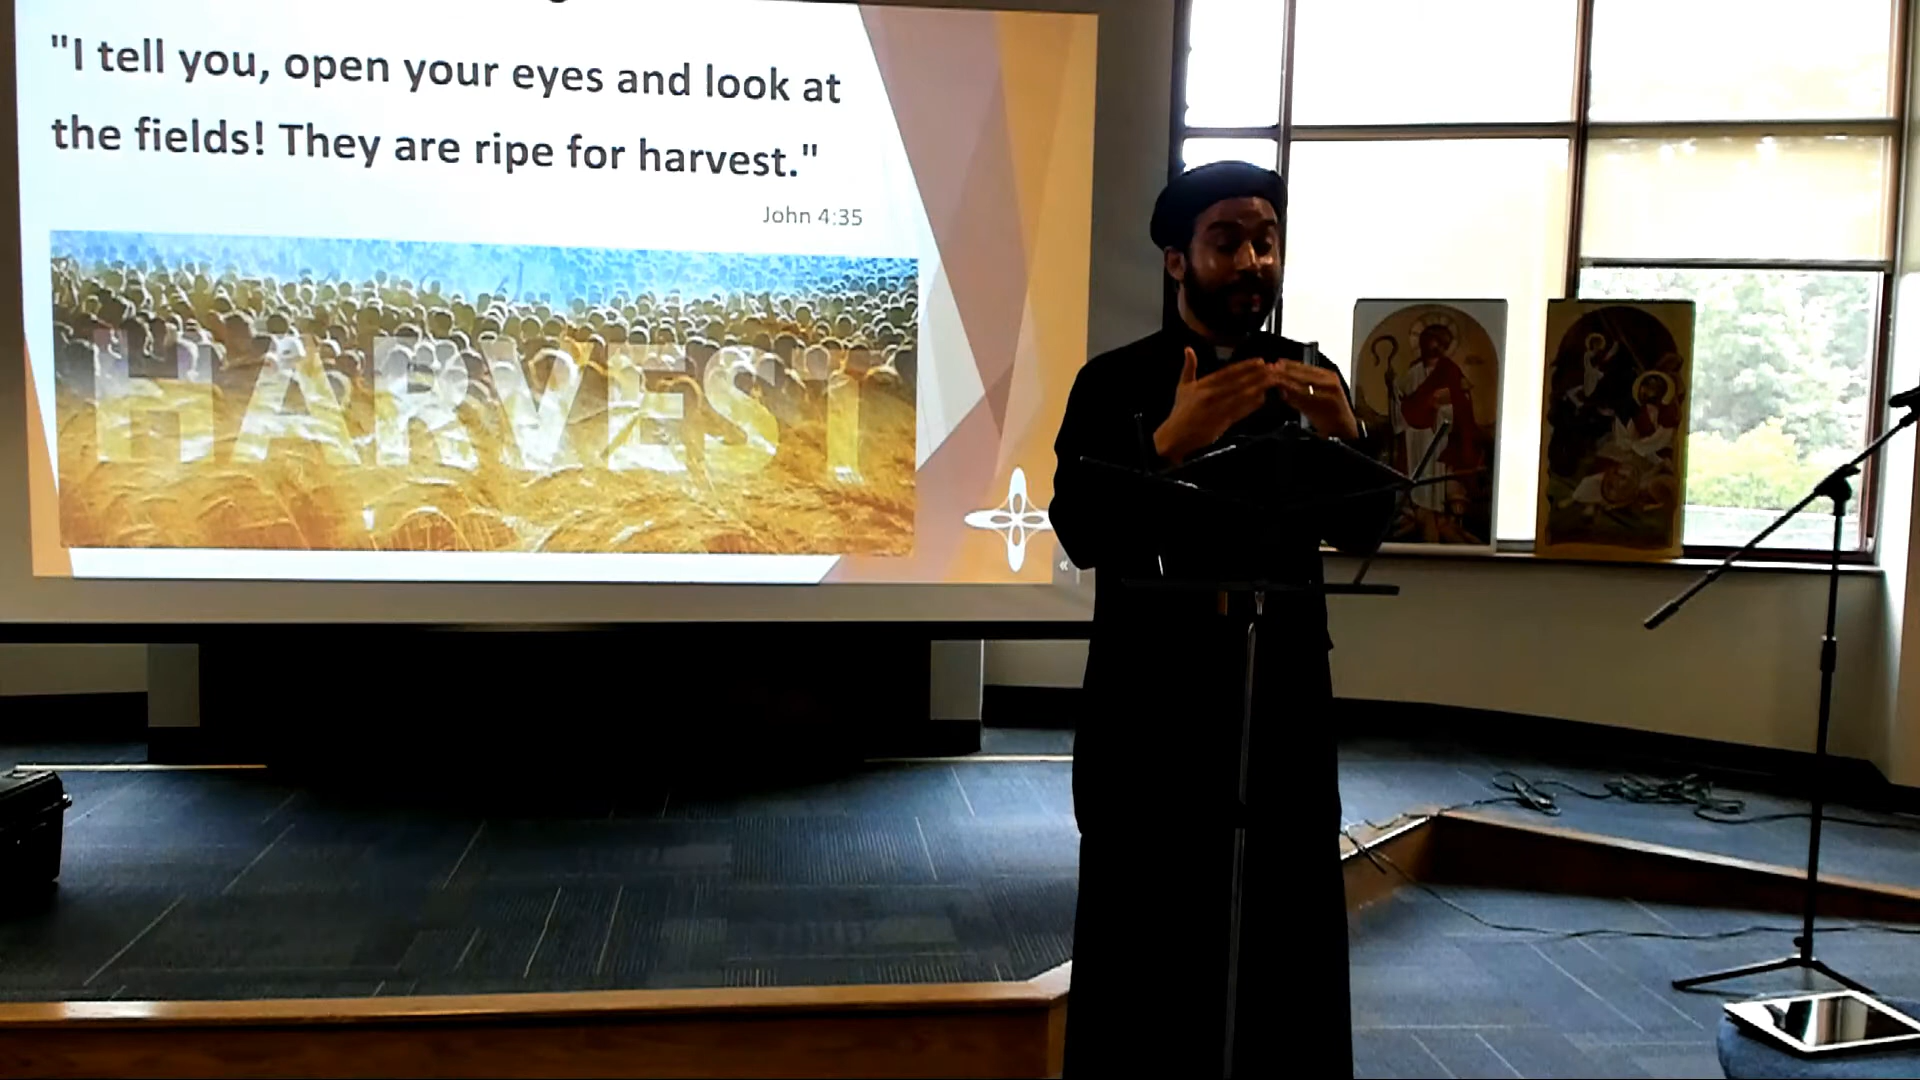 "I tell you, open your eyes and look at
the fields! They are ripe for harvest."
John 4:35
HARVEST